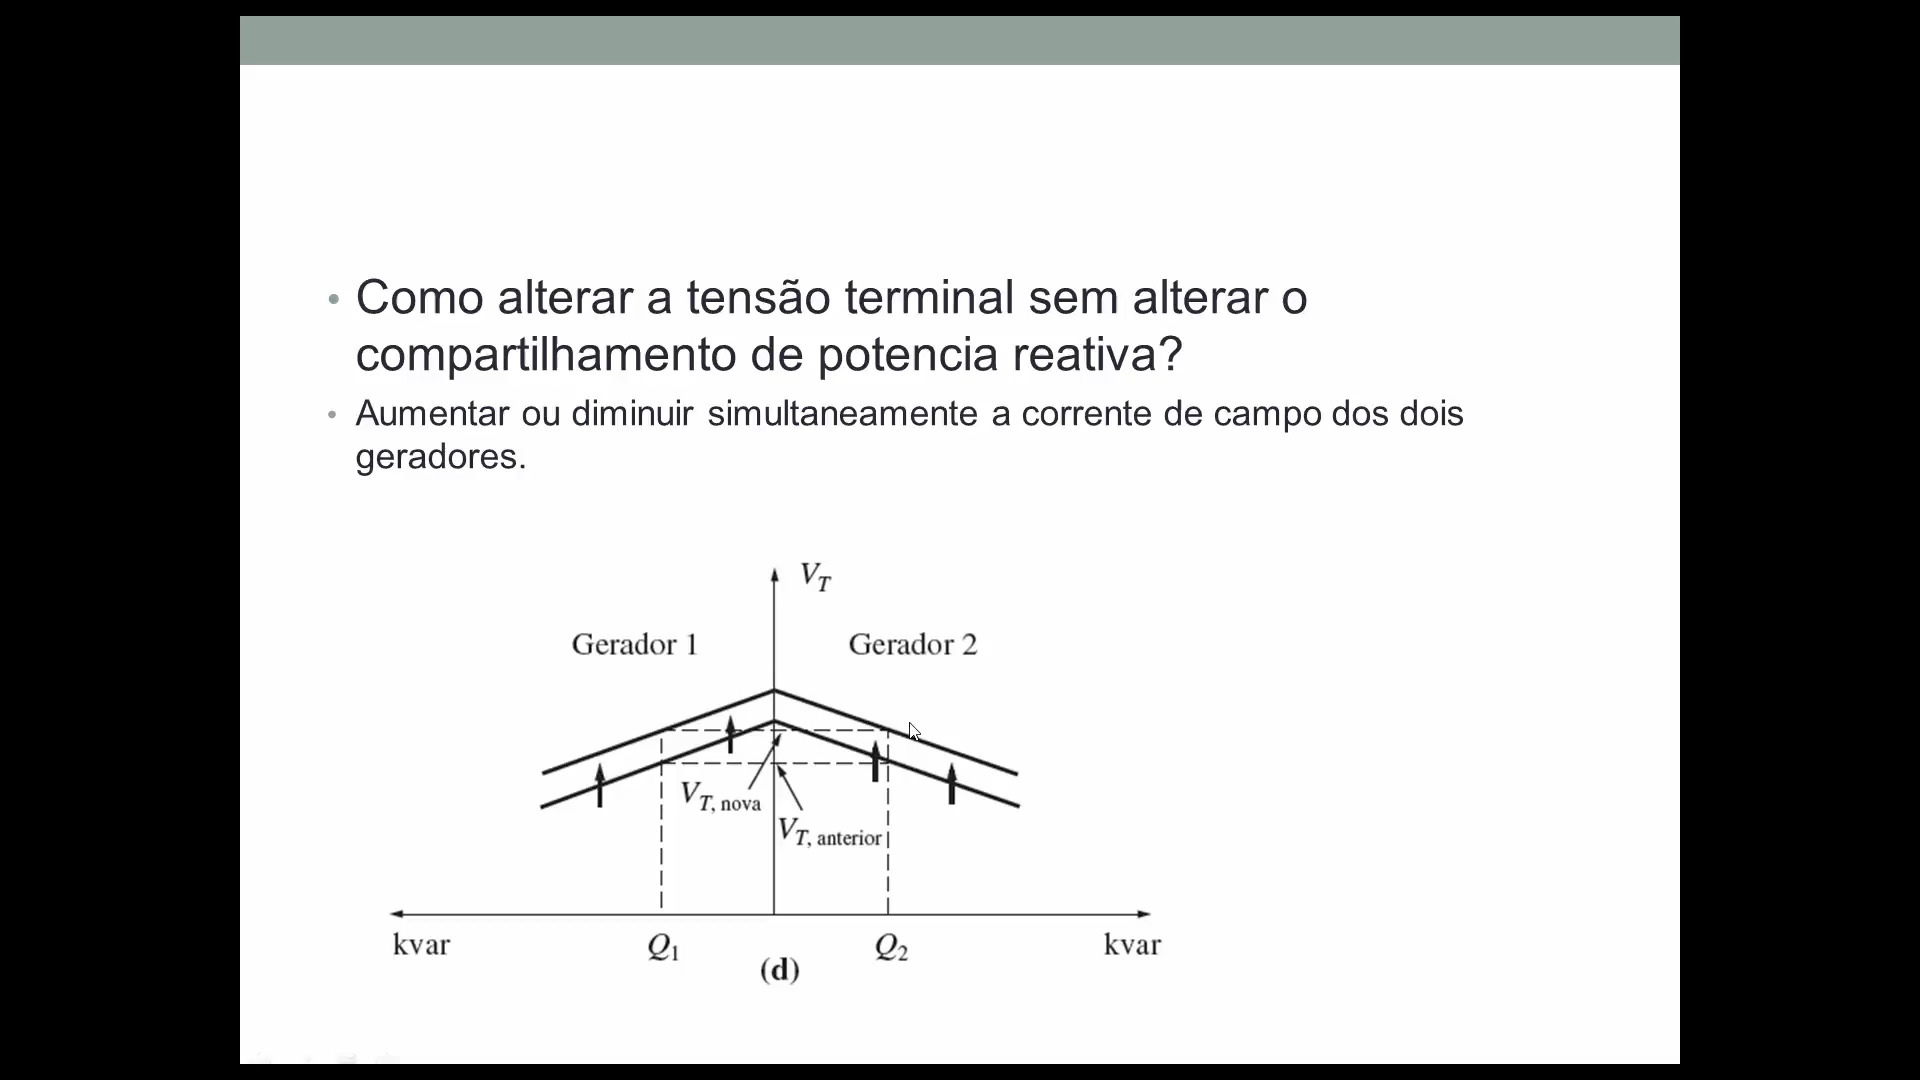 Como alterar a tensão terminal sem alterar o
compartilhamento de potencia reativa?
Aumentar ou diminuir simultaneamente a corrente de campo dos dois
geradores.
V_T
Gerador 1
Gerador 2
V_T, nova
V_T, anterior
kvar
Q_1
Q_2
kvar
(d)